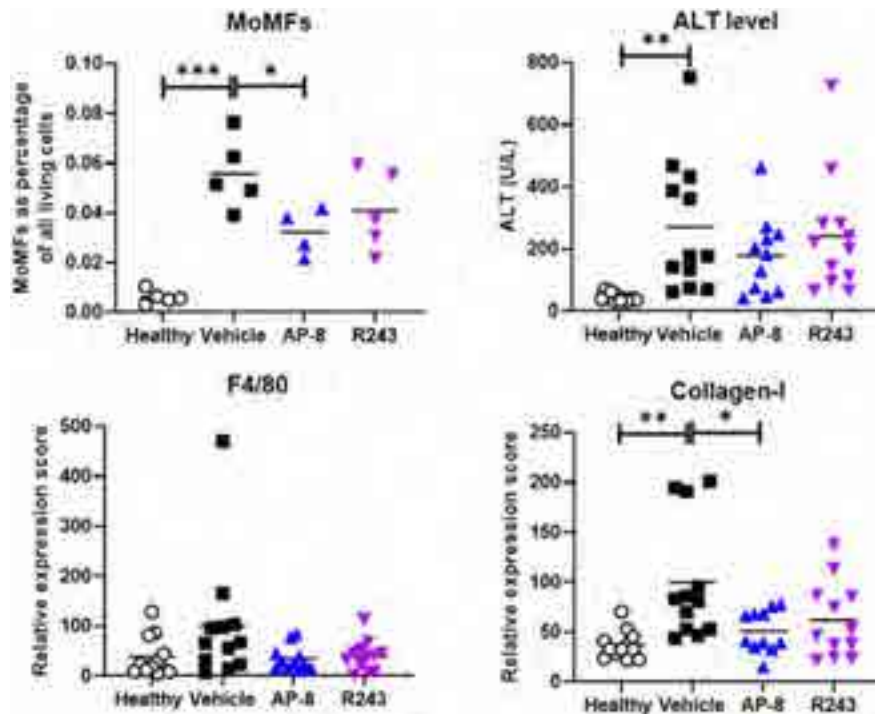 MoMFs
MoMFs as percentage
of all living cells
0.10
0.08
0.06
0.04
0.02
0.00
*** *
Healthy Vehicle AP-8 R243
ALT level
ALT (U/L)
800
600
400
200
0
**
Healthy Vehicle AP-8 R243
F4/80
Relative expression score
500
400
300
200
100
0
Healthy Vehicle AP-8 R243
Collagen-I
Relative expression score
250
200
150
100
50
0
** *
Healthy Vehicle AP-8 R243